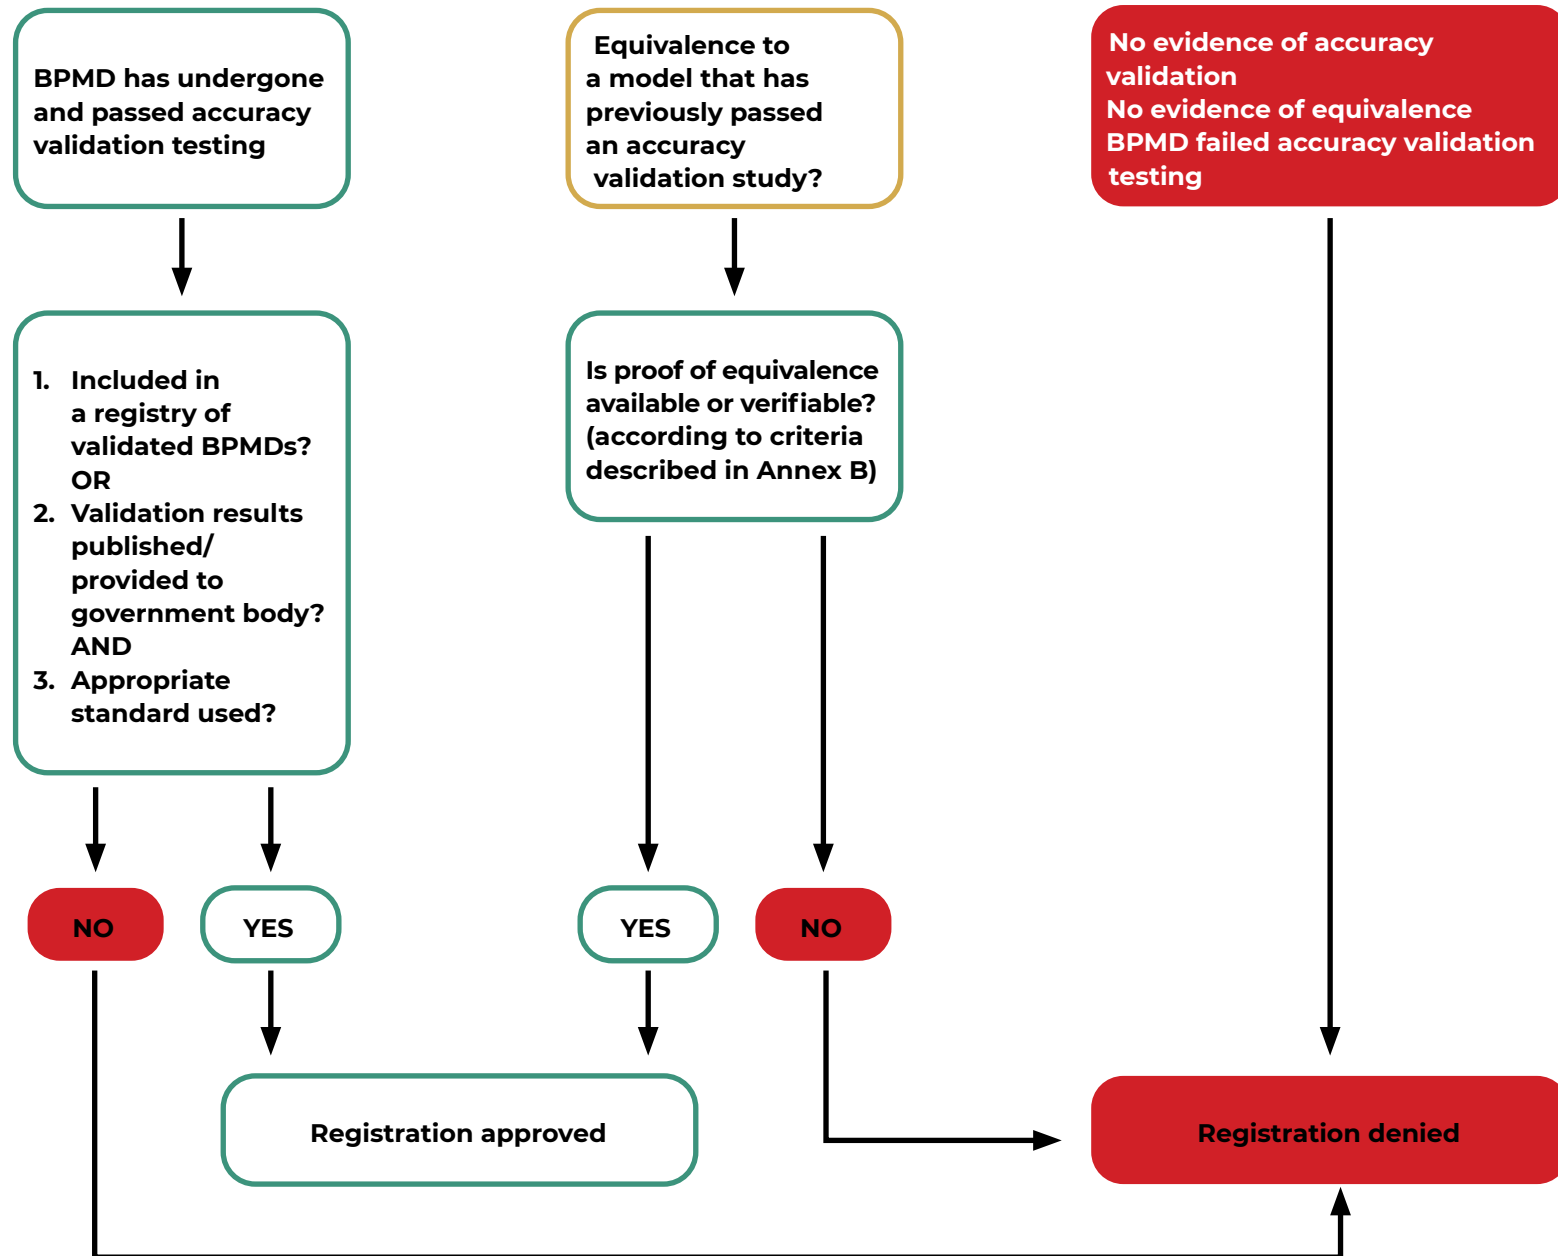 BPMD has undergone
and passed accuracy
validation testing
Equivalence to
a model that has
previously passed
an accuracy
validation study?
No evidence of accuracy
validation
No evidence of equivalence
BPMD failed accuracy validation
testing
1. Included in
a registry of
validated BPMDs?
OR
2. Validation results
published/
provided to
government body?
AND
3. Appropriate
standard used?
Is proof of equivalence
available or verifiable?
(according to criteria
described in Annex B)
NO
YES
YES
NO
Registration approved
Registration denied